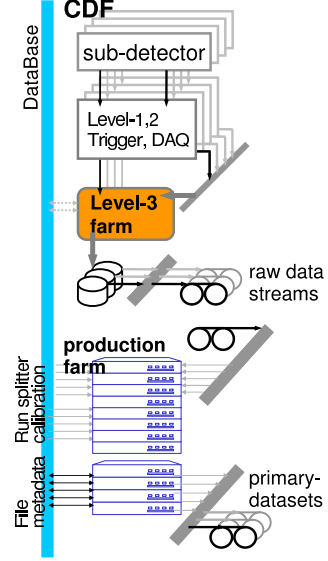 CDF
DataBase
sub-detector
Level-1,2
Trigger, DAQ
Level-3
farm
raw data
streams
production
farm
Run splitter
calibration
File
metadata
primary-
datasets